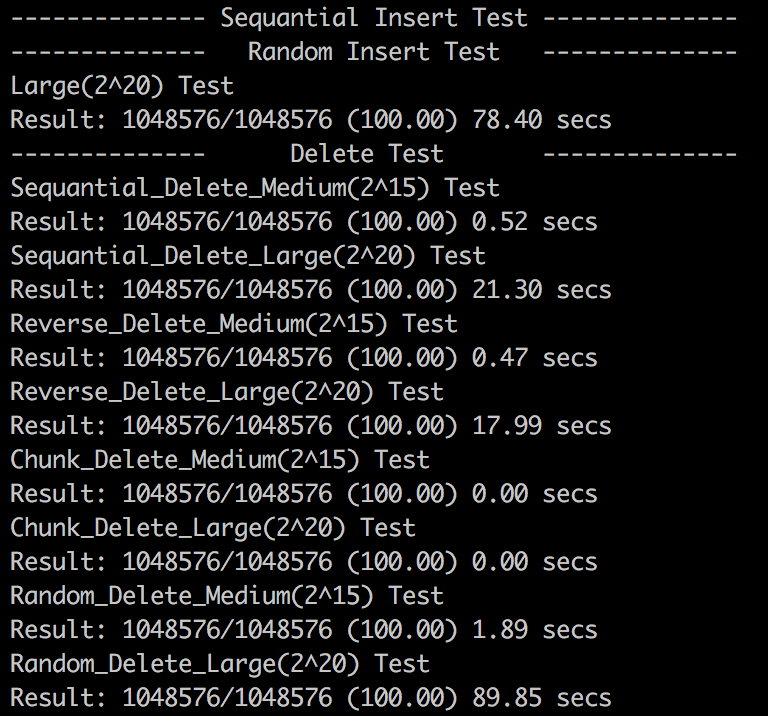 -------------- Sequantial Insert Test --------------
--------------   Random Insert Test   --------------
Large(2^20) Test
Result: 1048576/1048576 (100.00) 78.40 secs
--------------      Delete Test       --------------
Sequantial_Delete_Medium(2^15) Test
Result: 1048576/1048576 (100.00) 0.52 secs
Sequantial_Delete_Large(2^20) Test
Result: 1048576/1048576 (100.00) 21.30 secs
Reverse_Delete_Medium(2^15) Test
Result: 1048576/1048576 (100.00) 0.47 secs
Reverse_Delete_Large(2^20) Test
Result: 1048576/1048576 (100.00) 17.99 secs
Chunk_Delete_Medium(2^15) Test
Result: 1048576/1048576 (100.00) 0.00 secs
Chunk_Delete_Large(2^20) Test
Result: 1048576/1048576 (100.00) 0.00 secs
Random_Delete_Medium(2^15) Test
Result: 1048576/1048576 (100.00) 1.89 secs
Random_Delete_Large(2^20) Test
Result: 1048576/1048576 (100.00) 89.85 secs